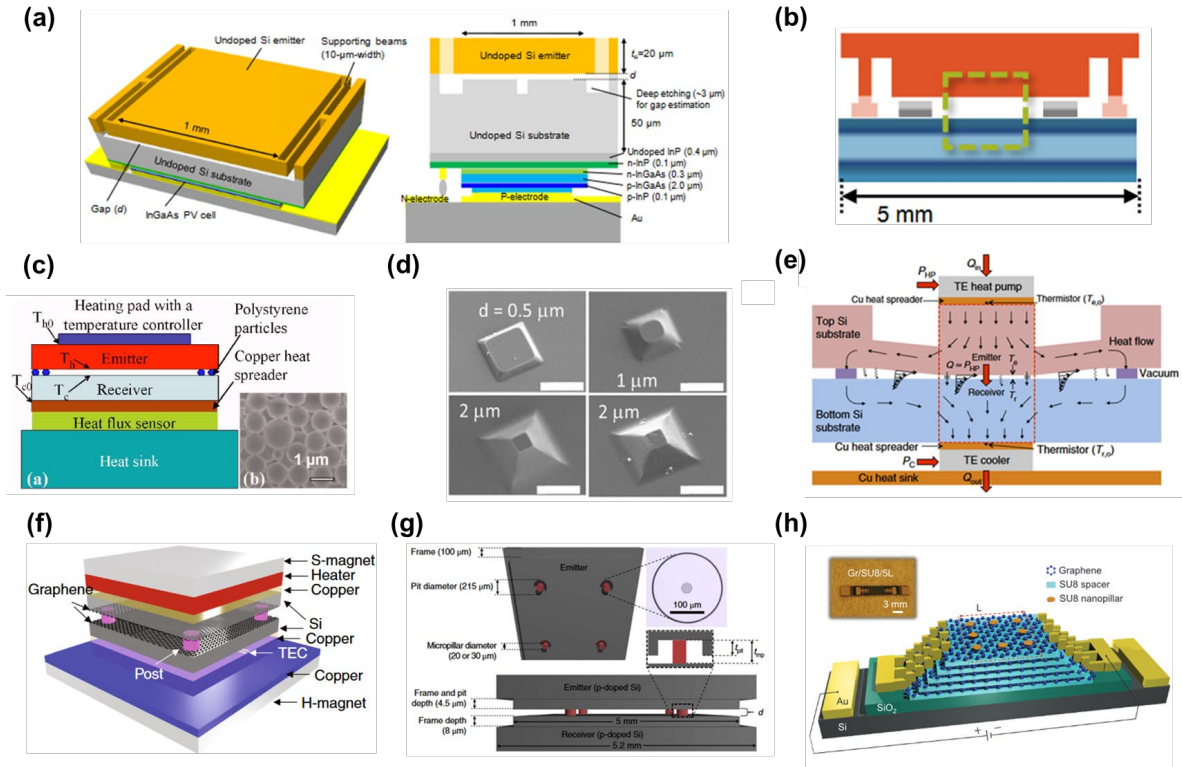 (a)
Undoped Si emitter
Supporting beams
(10-μm-width)
1 mm
Undoped Si substrate
Gap (d)
InGaAs PV cell
1 mm
Undoped Si emitter
tₑ=20 μm
d
Deep etching (~3 μm)
for gap estimation
50 μm
Undoped Si substrate
Undoped InP (0.4 μm)
n-InP (0.1 μm)
n-InGaAs (0.3 μm)
p-InGaAs (2.0 μm)
p-InP (0.1 μm)
N-electrode
P-electrode
Au
(b)
5 mm
(c)
Heating pad with a
temperature controller
Th0
Polystyrene
particles
Emitter
Th
Copper heat
spreader
Tc0
Tc
Receiver
Heat flux sensor
Heat sink
(a)
1 μm
(b)
(d)
d = 0.5 μm
1 μm
2 μm
2 μm
(e)
Qin
PHP
TE heat pump
Cu heat spreader
Thermistor (Te,o)
Top Si
substrate
Heat flow
Emitter
Te
Q ≈ PHP
Receiver
Tr
Vacuum
Bottom Si
substrate
Cu heat spreader
Thermistor (Tr,o)
PC
TE cooler
Cu heat sink
Qout
(f)
S-magnet
Heater
Copper
Graphene
Si
Copper
TEC
Post
Copper
H-magnet
(g)
Frame (100 μm)
Emitter
Pit diameter (215 μm)
100 μm
Micropillar diameter
(20 or 30 μm)
tpit
tmp
Emitter (p-doped Si)
Frame and pit
depth (4.5 μm)
d
5 mm
Frame depth
(8 μm)
Receiver (p-doped Si)
5.2 mm
(h)
Gr/SU8/5L
3 mm
Graphene
SU8 spacer
SU8 nanopillar
L
Au
SiO₂
Si
+ −